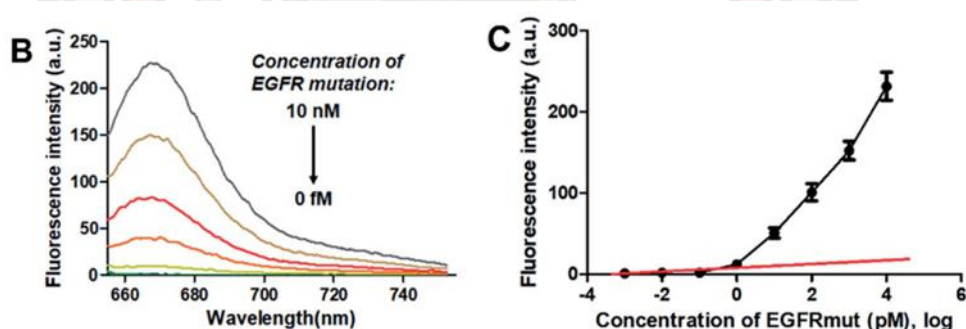 B
Fluorescence intensity (a.u.)
250
200
150
100
50
0
660
680
700
720
740
Wavelength(nm)
Concentration of
EGFR mutation:
10 nM
0 fM
C
Fluorescence intensity (a.u.)
300
200
100
0
-4
-2
0
2
4
6
Concentration of EGFRmut (pM), log